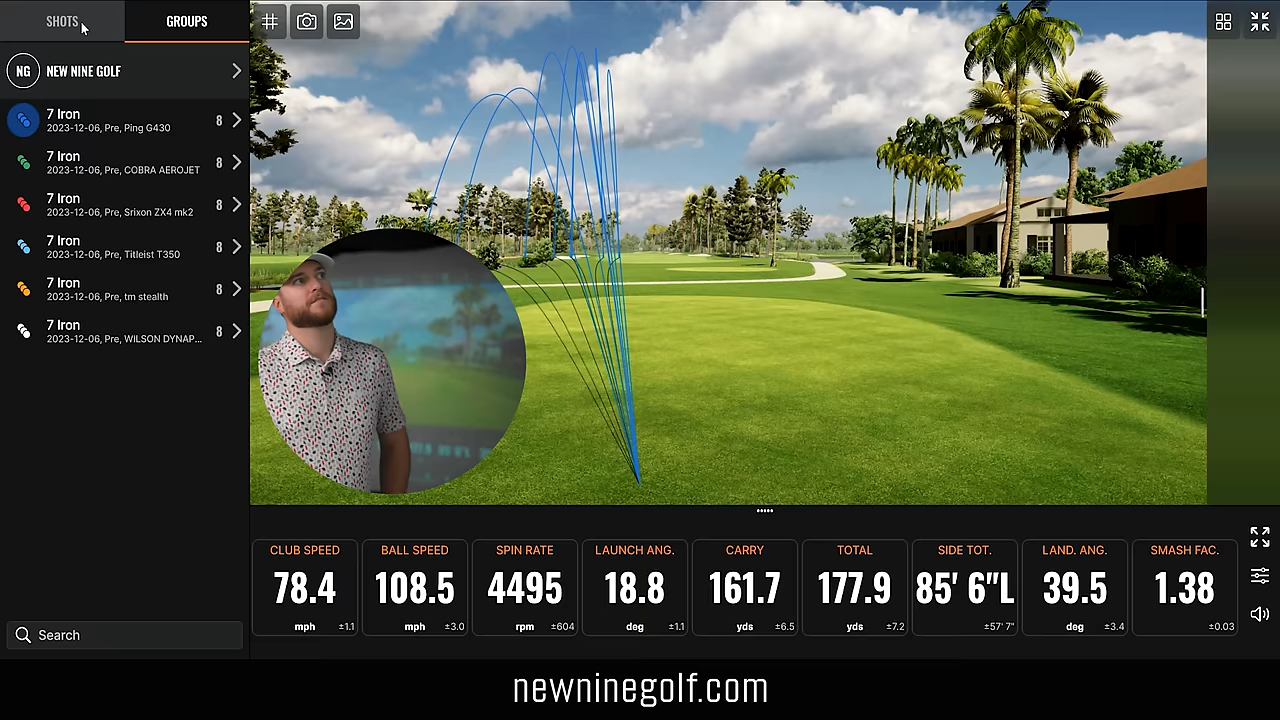 SHOTS
GROUPS
NG NEW NINE GOLF
7 Iron
2023-12-06, Pre, Ping G430
8
7 Iron
2023-12-06, Pre, COBRA AEROJET
8
7 Iron
2023-12-06, Pre, Srixon ZX4 mk2
8
7 Iron
2023-12-06, Pre, Titleist T350
8
7 Iron
2023-12-06, Pre, tm stealth
8
7 Iron
2023-12-06, Pre, WILSON DYNAP...
8
Search
CLUB SPEED
78.4
mph ±1.1
BALL SPEED
108.5
mph ±3.0
SPIN RATE
4495
rpm ±604
LAUNCH ANG.
18.8
deg ±1.1
CARRY
161.7
yds ±6.5
TOTAL
177.9
yds ±7.2
SIDE TOT.
85' 6"L
±57' 7"
LAND. ANG.
39.5
deg ±3.4
SMASH FAC.
1.38
±0.03
newninegolf.com